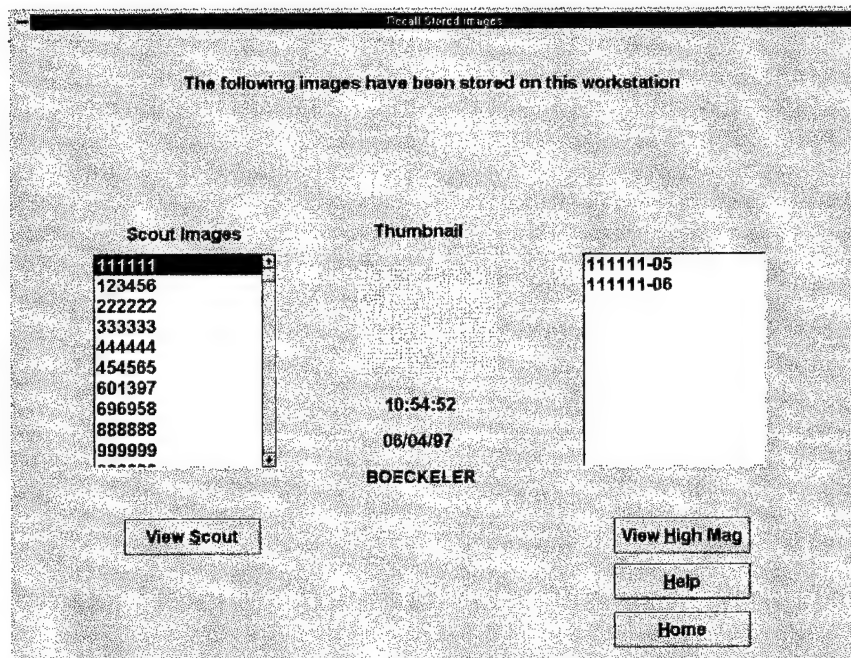 Recall Stored Images
The following images have been stored on this workstation
Scout Images
111111
123456
222222
333333
444444
454565
601397
696958
888888
999999
Thumbnail
10:54:52
06/04/97
BOECKELER
111111-05
111111-06
View Scout
View High Mag
Help
Home